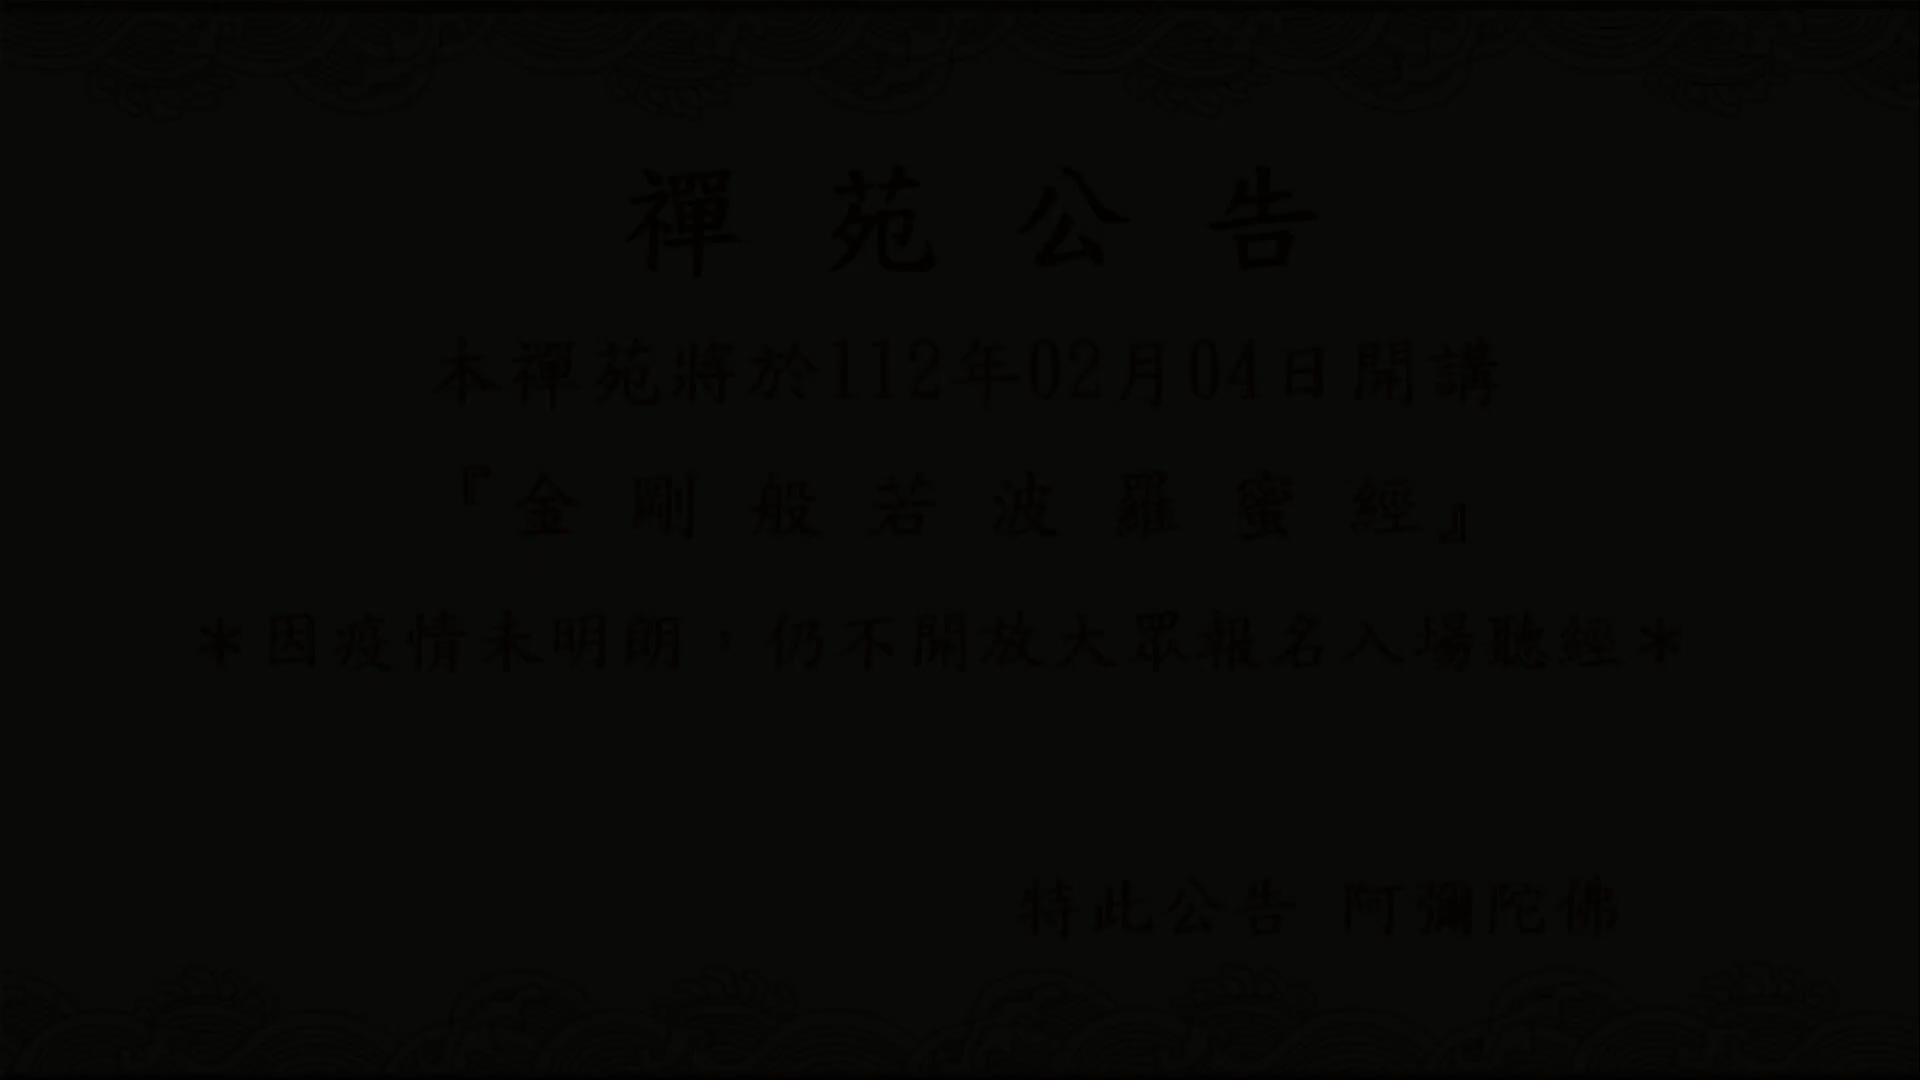 禪苑公告
本禪苑將於112年02月04日開講
『金剛般若波羅蜜經』
＊因疫情未明朗，仍不開放大眾報名入場聽經＊
特此公告 阿彌陀佛